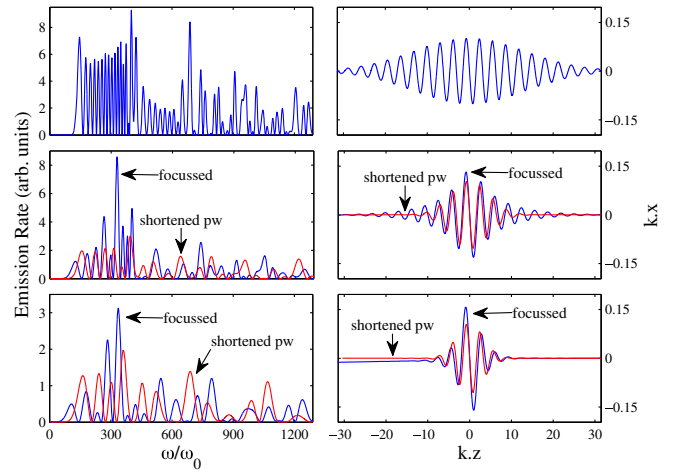 8
6
4
2
0
0.15
0
−0.15
8
6
4
2
0
focussed
shortened pw
0.15
0
−0.15
shortened pw
focussed
3
2
1
0
focussed
shortened pw
0.15
0
−0.15
shortened pw
focussed
Emission Rate (arb. units)
k.x
0 300 600 900 1200
−30 −20 −10 0 10 20 30
ω/ω₀
k.z